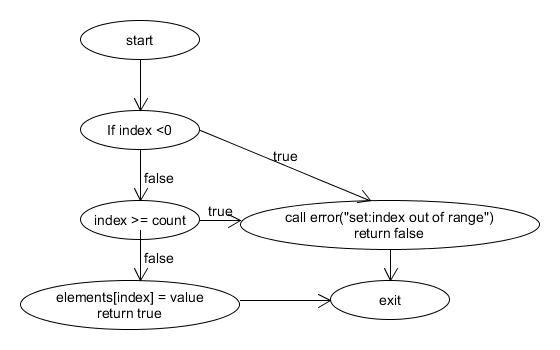 start
If index <0
true
false
index >= count
true
call error("set:index out of range")
return false
false
elements[index] = value
return true
exit